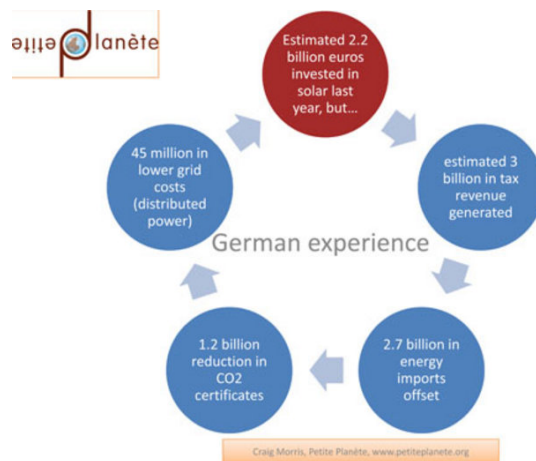 petite planète
Estimated 2.2
billion euros
invested in
solar last
year, but...
estimated 3
billion in tax
revenue
generated
2.7 billion in
energy
imports
offset
1.2 billion
reduction in
CO2
certificates
45 million in
lower grid
costs
(distributed
power)
German experience
Craig Morris, Petite Planète, www.petiteplanete.org